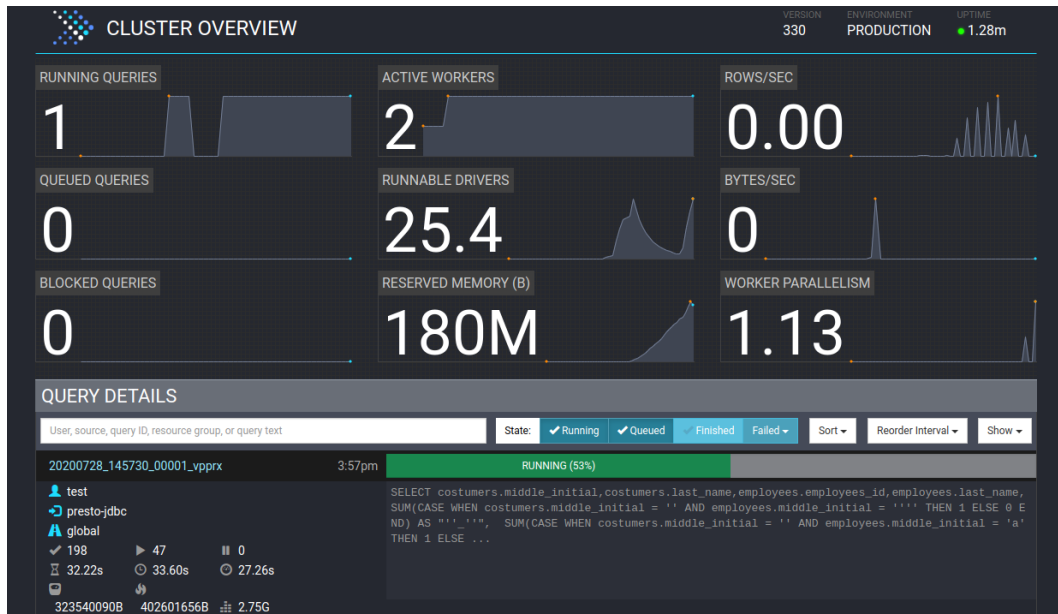 CLUSTER OVERVIEW
VERSION
330
ENVIRONMENT
PRODUCTION
UPTIME
1.28m
RUNNING QUERIES
1
ACTIVE WORKERS
2
ROWS/SEC
0.00
QUEUED QUERIES
0
RUNNABLE DRIVERS
25.4
BYTES/SEC
0
BLOCKED QUERIES
0
RESERVED MEMORY (B)
180M
WORKER PARALLELISM
1.13
QUERY DETAILS
User, source, query ID, resource group, or query text
State: Running Queued Finished Failed Sort Reorder Interval Show
20200728_145730_00001_vpprx 3:57pm RUNNING (53%)
test
presto-jdbc
global
198 47 0
32.22s 33.60s 27.26s
323540090B 402601656B 2.75G
SELECT costumers.middle_initial,costumers.last_name,employees.employees_id,employees.last_name,
SUM(CASE WHEN costumers.middle_initial = '' AND employees.middle_initial = '''' THEN 1 ELSE 0 E
ND) AS "''_''",  SUM(CASE WHEN costumers.middle_initial = '' AND employees.middle_initial = 'a'
THEN 1 ELSE ...